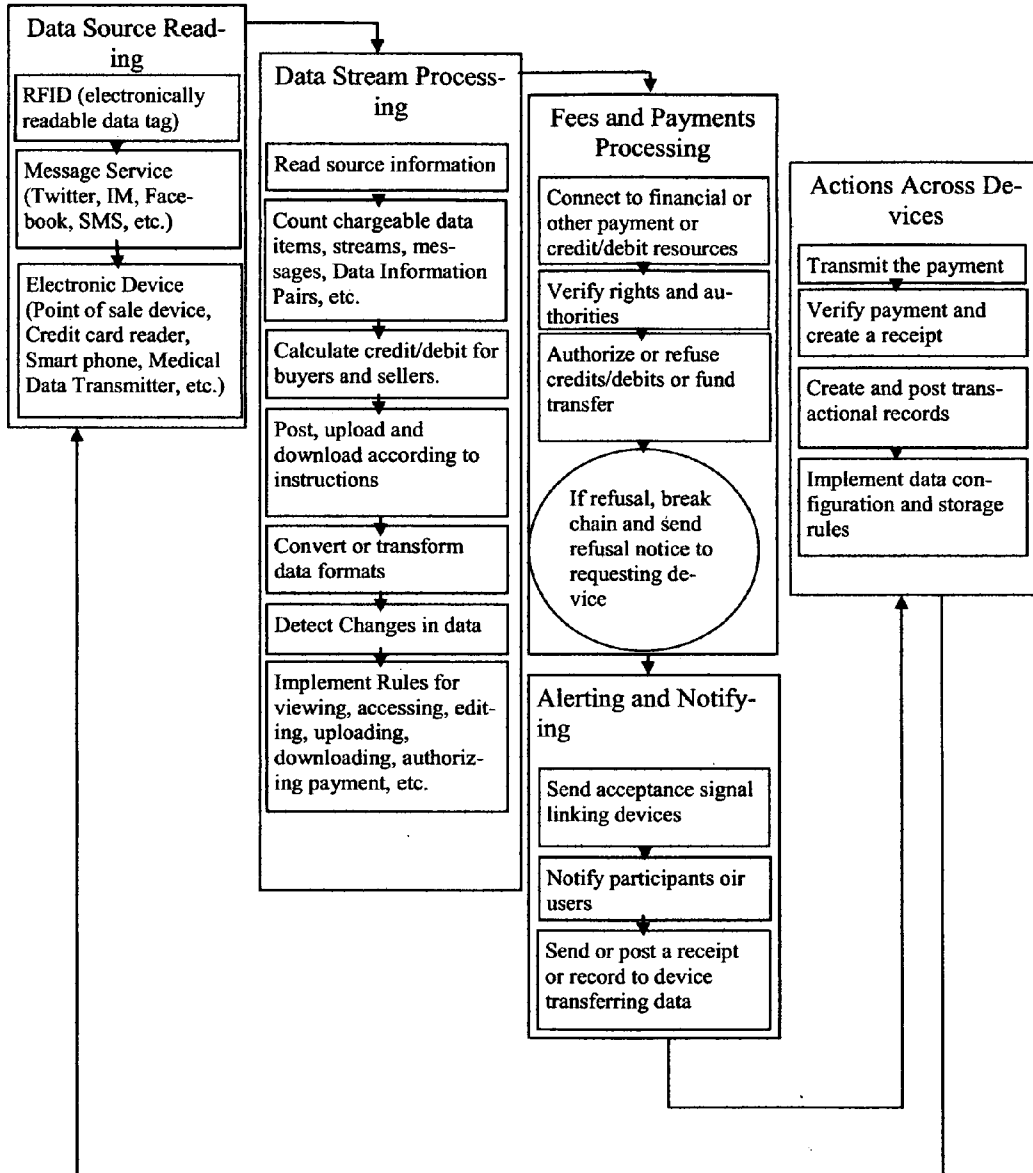 Data Source Read-
ing
RFID (electronically
readable data tag)
Message Service
(Twitter, IM, Face-
book, SMS, etc.)
Electronic Device
(Point of sale device,
Credit card reader,
Smart phone, Medical
Data Transmitter, etc.)
Data Stream Process-
ing
Read source information
Count chargeable data
items, streams, mes-
sages, Data Information
Pairs, etc.
Calculate credit/debit for
buyers and sellers.
Post, upload and
download according to
instructions
Convert or transform
data formats
Detect Changes in data
Implement Rules for
viewing, accessing, edit-
ing, uploading,
downloading, authoriz-
ing payment, etc.
Fees and Payments
Processing
Connect to financial or
other payment or
credit/debit resources
Verify rights and au-
thorities
Authorize or refuse
credits/debits or fund
transfer
If refusal, break
chain and send
refusal notice to
requesting de-
vice
Alerting and Notify-
ing
Send acceptance signal
linking devices
Notify participants oir
users
Send or post a receipt
or record to device
transferring data
Actions Across De-
vices
Transmit the payment
Verify payment and
create a receipt
Create and post trans-
actional records
Implement data con-
figuration and storage
rules